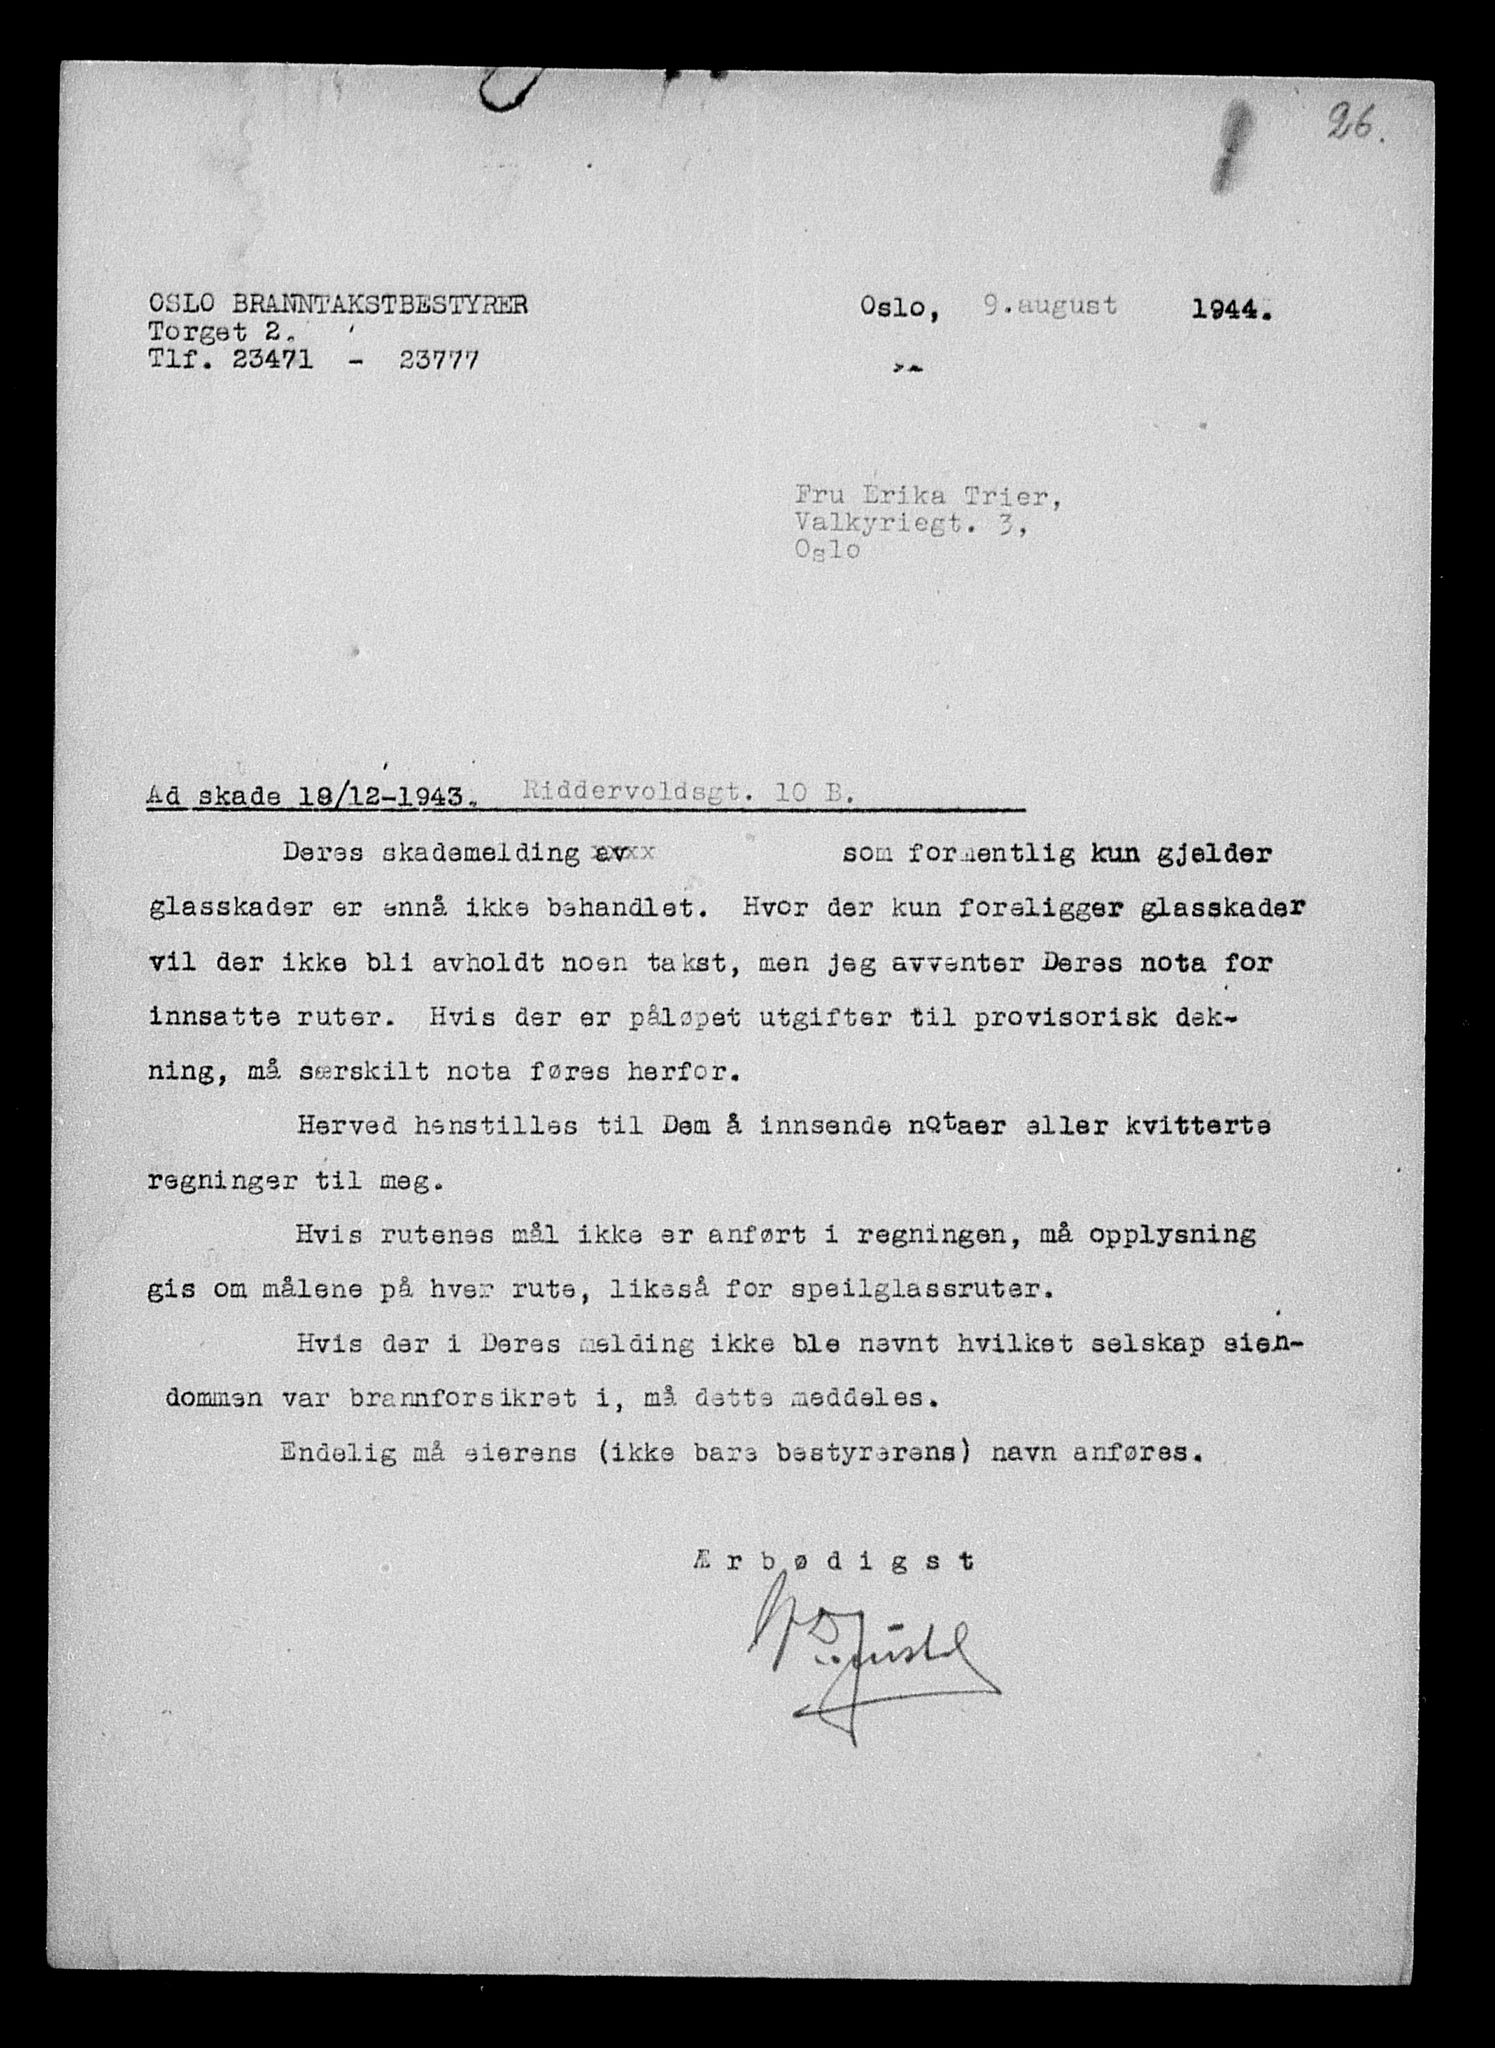 26.
OSLO BRANNTAKSTBESTYRER
Torget 2.
Tlf. 23471 - 23777
Oslo, 9.august 1944.
Fru Erika Trier,
Valkyriegt. 3,
Oslo
Ad skade 19/12-1943. Riddervoldsgt. 10 B.
Deres skademelding som formentlig kun gjelder
glasskader er ennå ikke behandlet. Hvor der kun foreligger glasskader
vil der ikke bli avholdt noen takst, men jeg avventer Deres nota for
innsatte ruter. Hvis der er påløpet utgifter til provisorisk dek-
ning, må særskilt nota føres herfor.
Herved henstilles til Dem å innsende notaer eller kvitterte
regninger til meg.
Hvis rutenes mål ikke er anført i regningen, må opplysning
gis om målene på hver rute, likeså for speilglassruter.
Hvis der i Deres melding ikke ble nevnt hvilket selskap eien-
dommen var brannforsikret i, må dette meddeles.
Endelig må eierens (ikke bare bestyrerens) navn anføres.
Ærbødigst